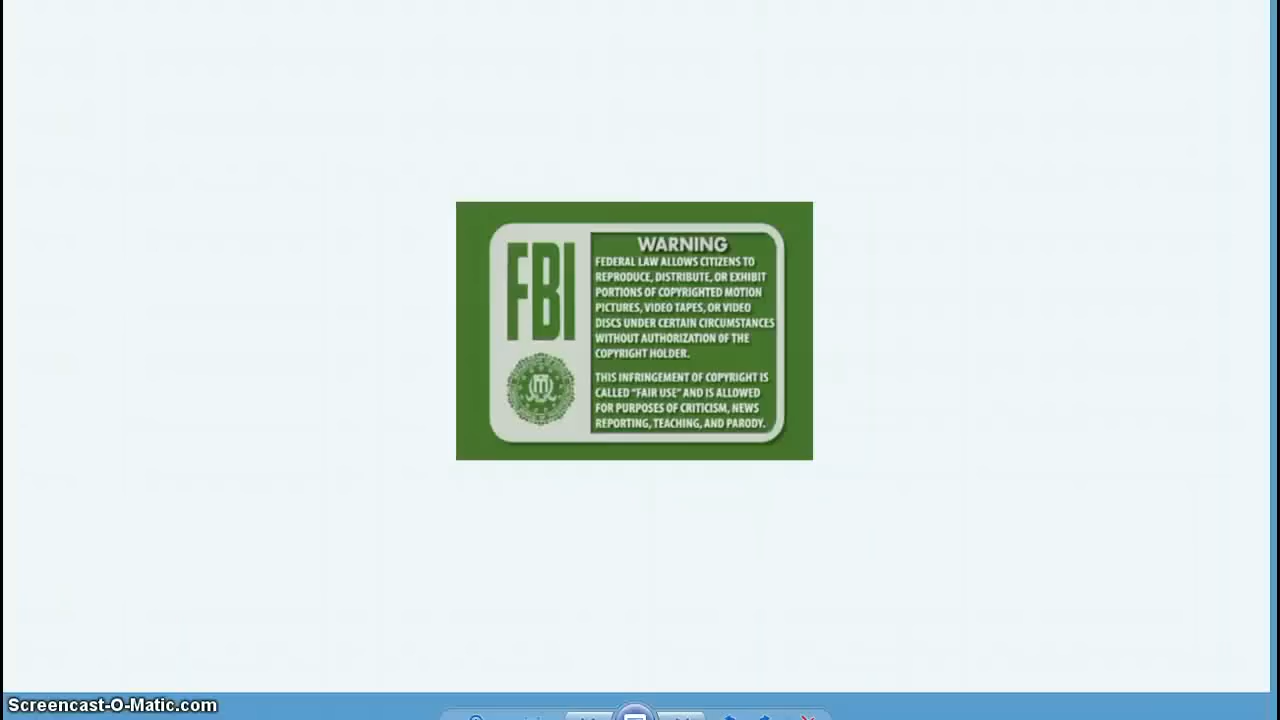 FBI
WARNING
FEDERAL LAW ALLOWS CITIZENS TO
REPRODUCE, DISTRIBUTE, OR EXHIBIT
PORTIONS OF COPYRIGHTED MOTION
PICTURES, VIDEO TAPES, OR VIDEO
DISCS UNDER CERTAIN CIRCUMSTANCES
WITHOUT AUTHORIZATION OF THE
COPYRIGHT HOLDER.
THIS INFRINGEMENT OF COPYRIGHT IS
CALLED "FAIR USE" AND IS ALLOWED
FOR PURPOSES OF CRITICISM, NEWS
REPORTING, TEACHING, AND PARODY.
Screencast-O-Matic.com